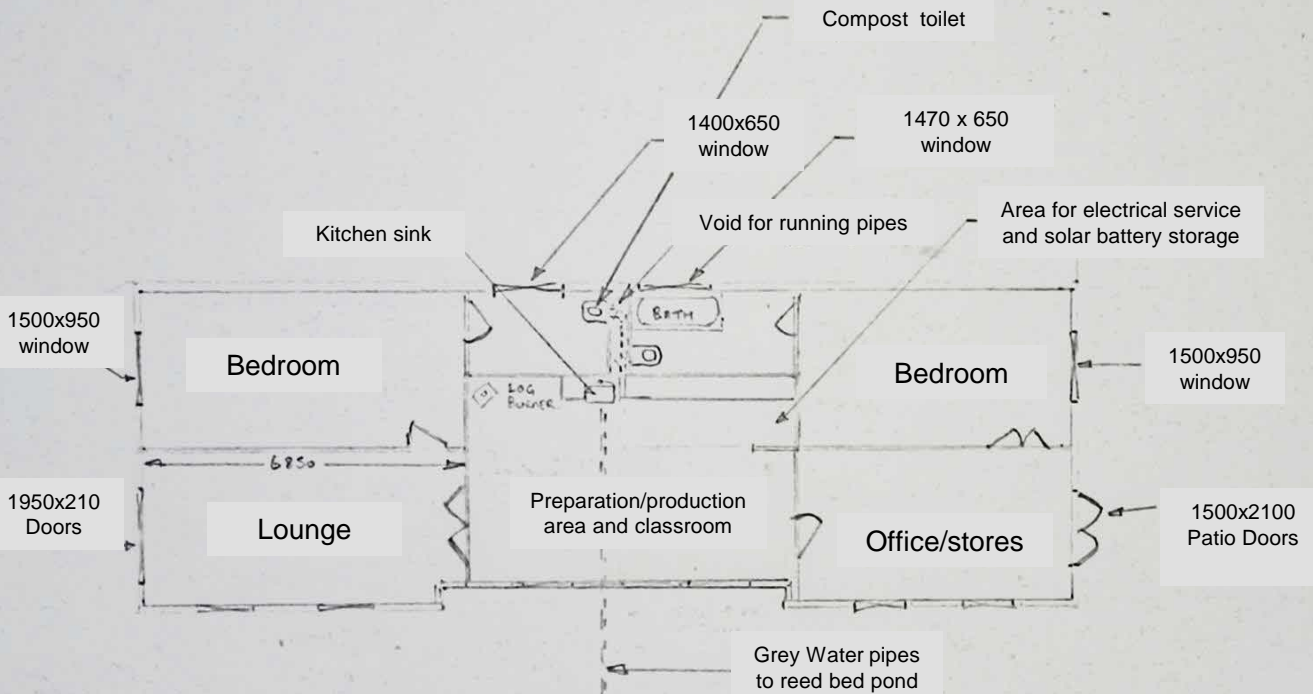 Compost toilet
1400x650
window
1470 x 650
window
Kitchen sink
Void for running pipes
Area for electrical service
and solar battery storage
1500x950
window
Bedroom
BATH
LOG
BURNER
Bedroom
1500x950
window
6850
1950x210
Doors
Lounge
Preparation/production
area and classroom
Office/stores
1500x2100
Patio Doors
Grey Water pipes
to reed bed pond